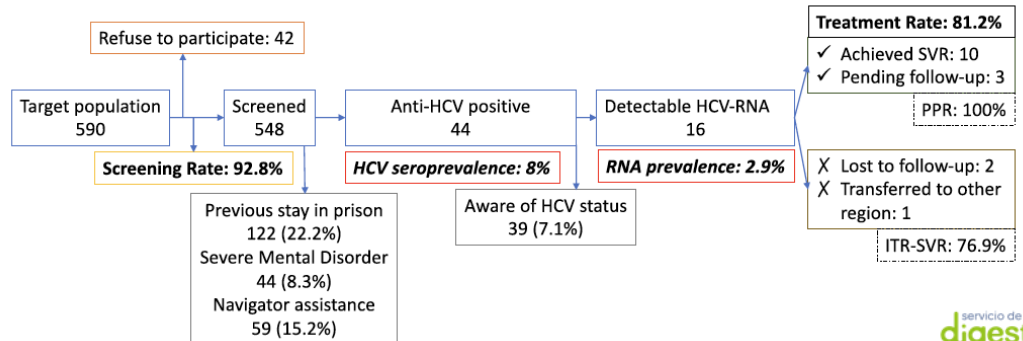 Refuse to participate: 42
Target population
590
Screening Rate: 92.8%
Screened
548
Previous stay in prison
122 (22.2%)
Severe Mental Disorder
44 (8.3%)
Navigator assistance
59 (15.2%)
Anti-HCV positive
44
HCV seroprevalence: 8%
Aware of HCV status
39 (7.1%)
Detectable HCV-RNA
16
RNA prevalence: 2.9%
Treatment Rate: 81.2%
✓ Achieved SVR: 10
✓ Pending follow-up: 3
PPR: 100%
✗ Lost to follow-up: 2
✗ Transferred to other
region: 1
ITR-SVR: 76.9%
servicio de